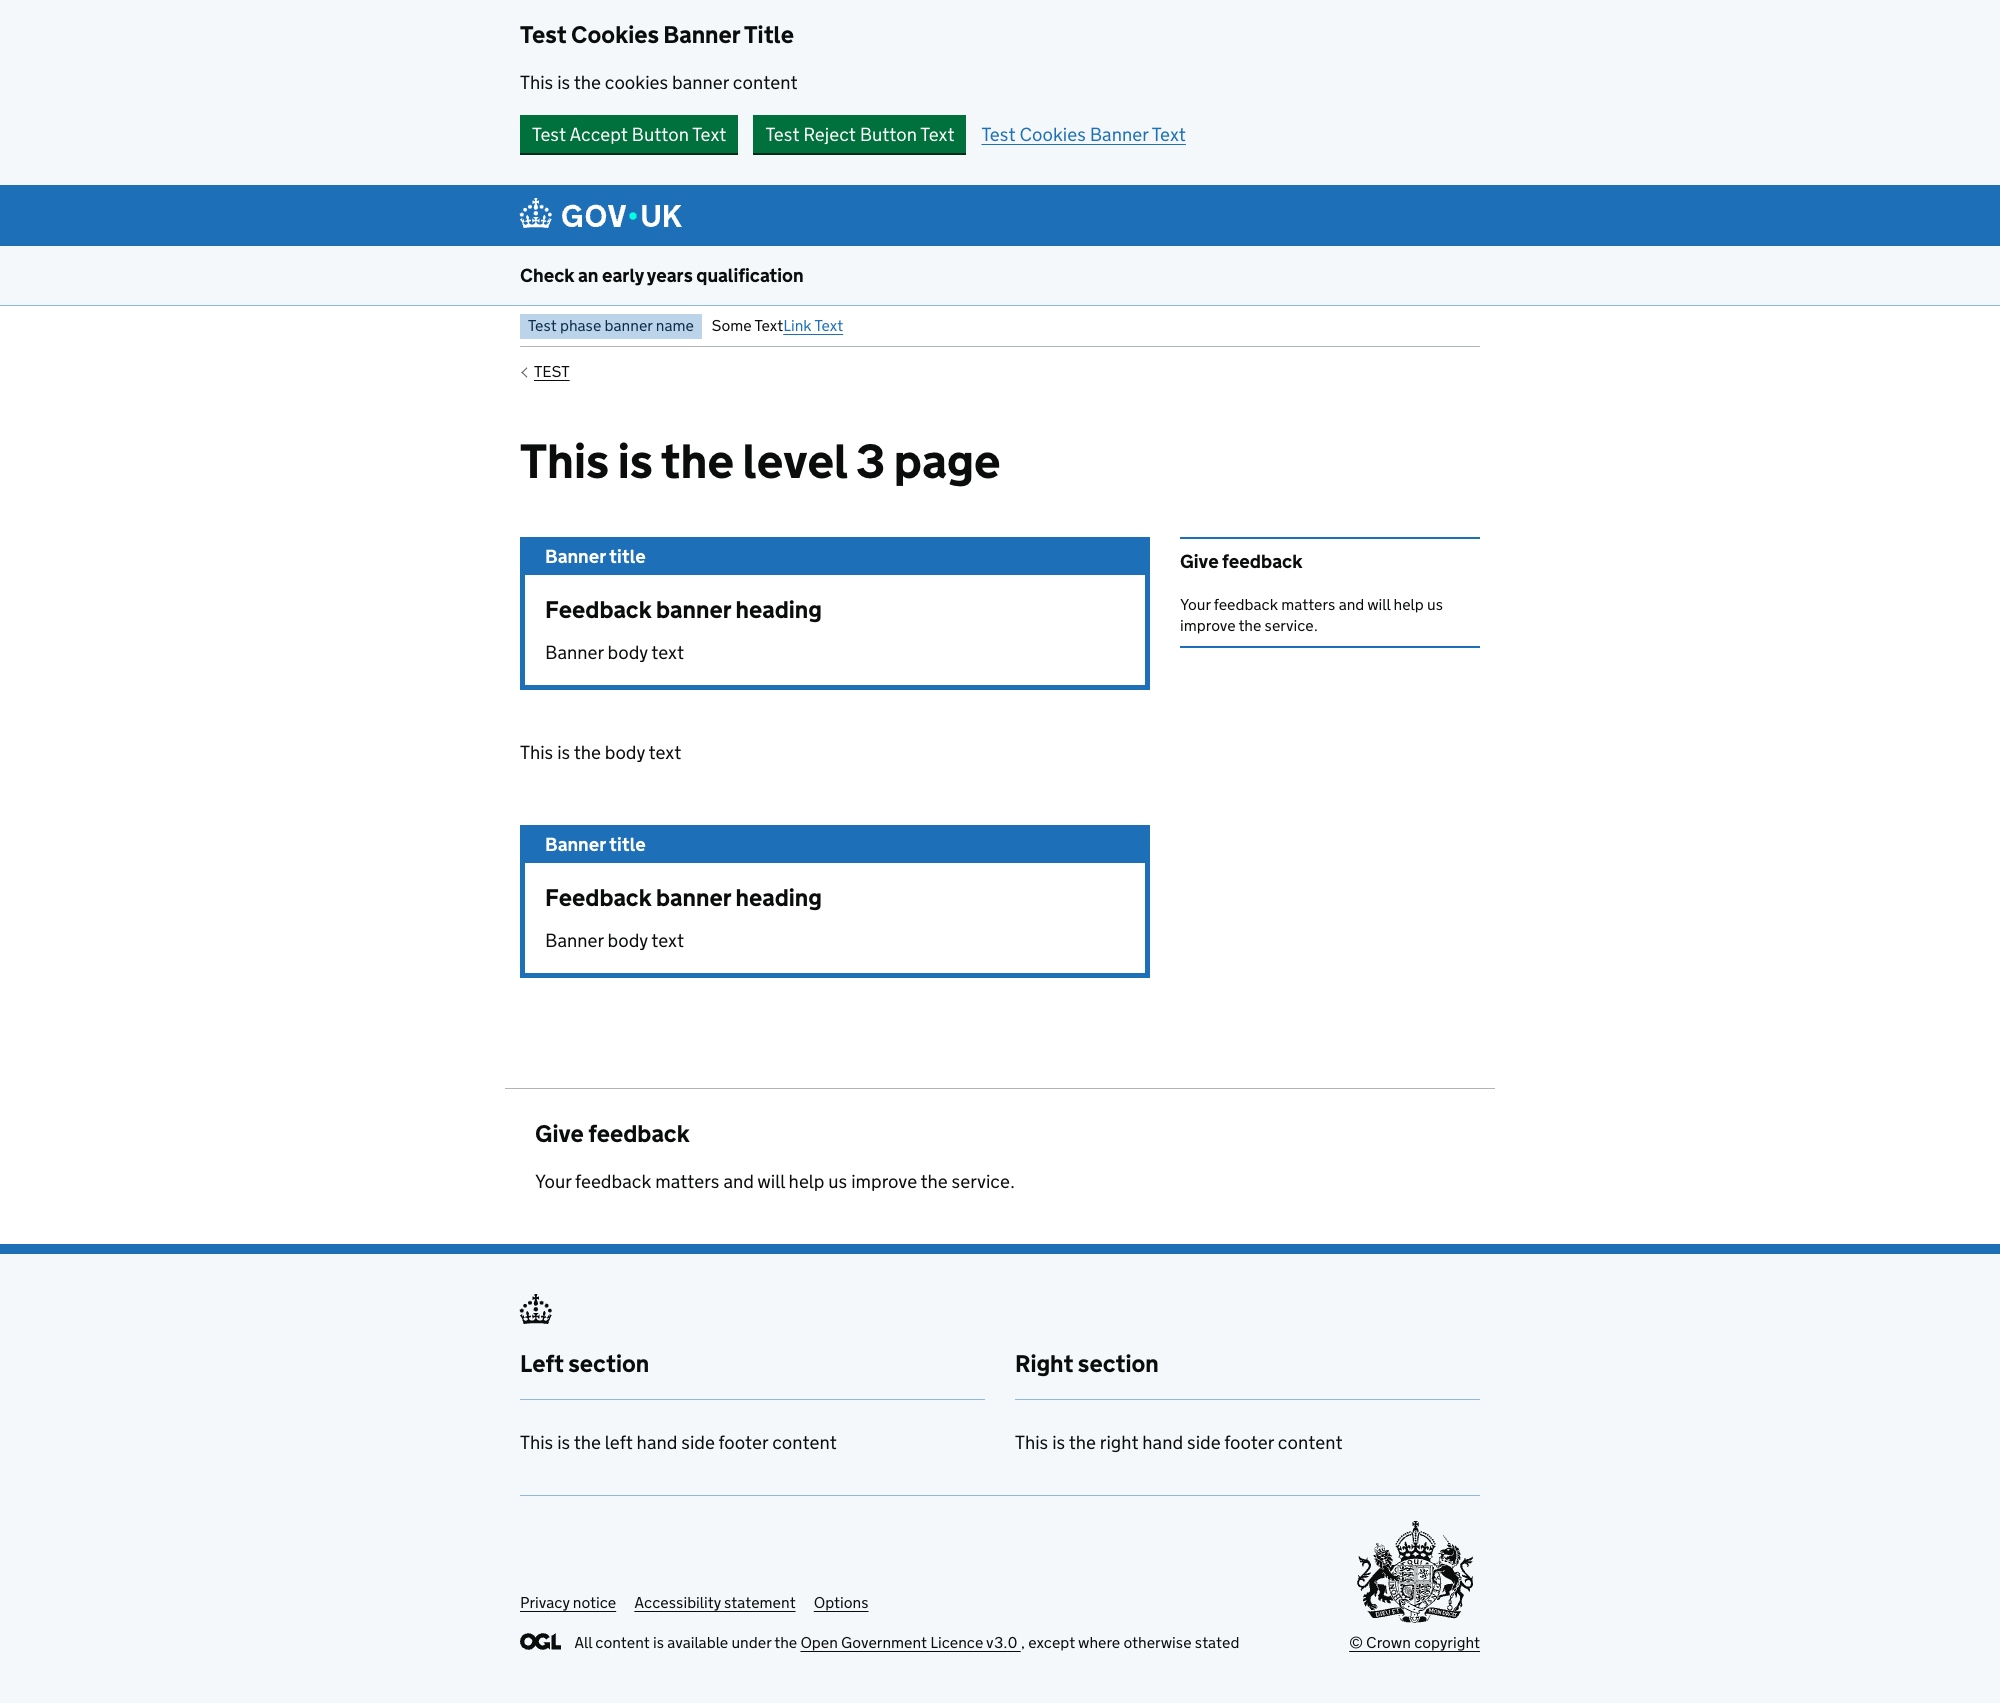 Test Cookies Banner Title
This is the cookies banner content
Test Accept Button Text
Test Reject Button Text
Test Cookies Banner Text
GOV·UK
Check an early years qualification
Test phase banner name
Some TextLink Text
TEST
This is the level 3 page
Banner title
Feedback banner heading
Banner body text
Give feedback
Your feedback matters and will help us
improve the service.
This is the body text
Banner title
Feedback banner heading
Banner body text
Give feedback
Your feedback matters and will help us improve the service.
Left section
This is the left hand side footer content
Right section
This is the right hand side footer content
Privacy notice
Accessibility statement
Options
OGL
All content is available under the Open Government Licence v3.0 , except where otherwise stated
© Crown copyright